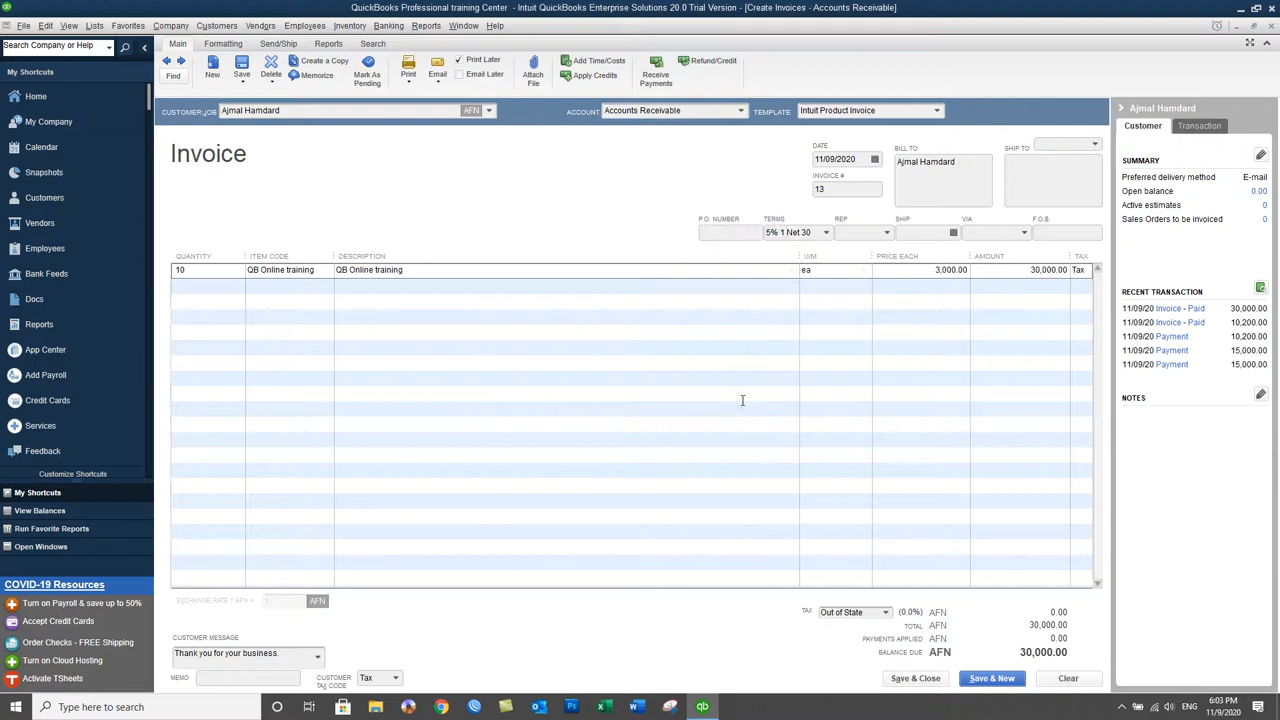 QuickBooks Professional training Center - Intuit QuickBooks Enterprise Solutions 20.0 Trial Version - [Create Invoices - Accounts Receivable]
File Edit View Lists Favorites Company Customers Vendors Employees Inventory Banking Reports Window Help
Search Company or Help
My Shortcuts
Home
My Company
Calendar
Snapshots
Customers
Vendors
Employees
Bank Feeds
Docs
Reports
App Center
Add Payroll
Credit Cards
Services
Feedback
Customize Shortcuts
My Shortcuts
View Balances
Run Favorite Reports
Open Windows
COVID-19 Resources
Turn on Payroll & save up to 50%
Accept Credit Cards
Order Checks - FREE Shipping
Turn on Cloud Hosting
Activate TSheets
Main Formatting Send/Ship Reports Search
Find
New
Save
Delete
Create a Copy
Memorize
Mark As
Pending
Print
Email
Print Later
Email Later
Attach
File
Add Time/Costs
Apply Credits
Receive
Payments
Refund/Credit
CUSTOMER:JOB Ajmal Hamdard AFN
ACCOUNT Accounts Receivable
TEMPLATE Intuit Product Invoice
Invoice
DATE
11/09/2020
INVOICE #
13
BILL TO
Ajmal Hamdard
SHIP TO
P.O. NUMBER TERMS REP SHIP VIA F.O.B.
5% 1 Net 30
QUANTITY ITEM CODE DESCRIPTION U/M PRICE EACH AMOUNT TAX
10 QB Online training QB Online training ea 3,000.00 30,000.00 Tax
EXCHANGE RATE 1 AFN = 1 AFN
TAX Out of State (0.0%) AFN 0.00
TOTAL AFN 30,000.00
PAYMENTS APPLIED AFN 0.00
BALANCE DUE AFN 30,000.00
CUSTOMER MESSAGE
Thank you for your business.
MEMO
CUSTOMER
TAX CODE
Tax
Save & Close
Save & New
Clear
Ajmal Hamdard
Customer Transaction
SUMMARY
Preferred delivery method E-mail
Open balance 0.00
Active estimates 0
Sales Orders to be invoiced 0
RECENT TRANSACTION
11/09/20 Invoice - Paid 30,000.00
11/09/20 Invoice - Paid 10,200.00
11/09/20 Payment 10,200.00
11/09/20 Payment 15,000.00
11/09/20 Payment 15,000.00
NOTES
Type here to search
ENG
6:03 PM
11/9/2020